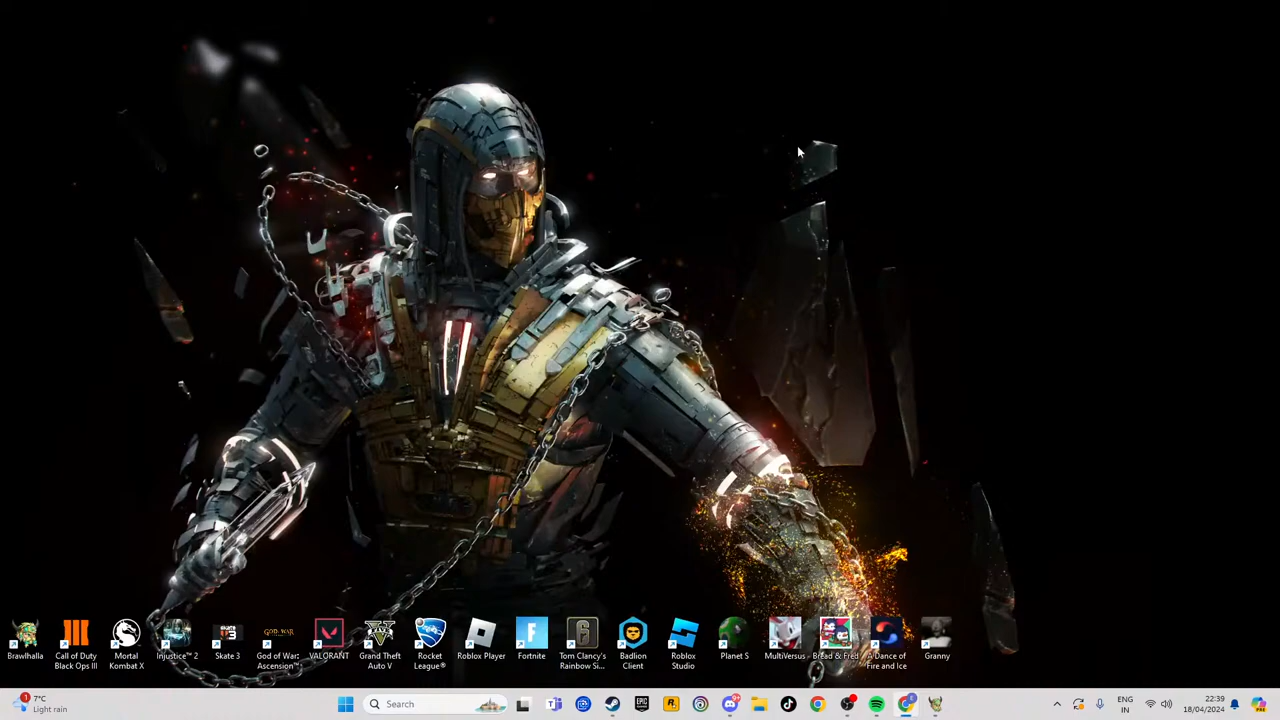 Brawlhalla
Call of Duty
Black Ops III
Mortal
Kombat X
Injustice™ 2
Skate 3
God of War:
Ascension™
VALORANT
Grand Theft
Auto V
Rocket
League®
Roblox Player
Fortnite
Tom Clancy's
Rainbow Si...
Badlion
Client
Roblox
Studio
Planet S
MultiVersus
Bread & Fred
A Dance of
Fire and Ice
Granny
1
7°C
Light rain
Search
ENG
IN
22:39
18/04/2024